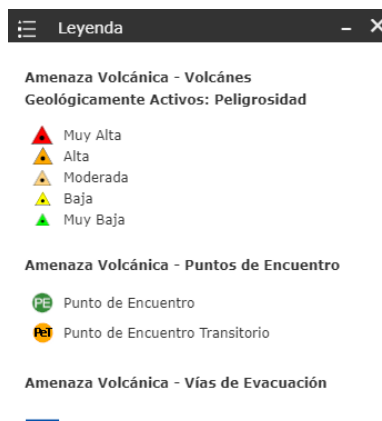 Leyenda
Amenaza Volcánica - Volcánes
Geológicamente Activos: Peligrosidad
Muy Alta
Alta
Moderada
Baja
Muy Baja
Amenaza Volcánica - Puntos de Encuentro
PE Punto de Encuentro
PeT Punto de Encuentro Transitorio
Amenaza Volcánica - Vías de Evacuación